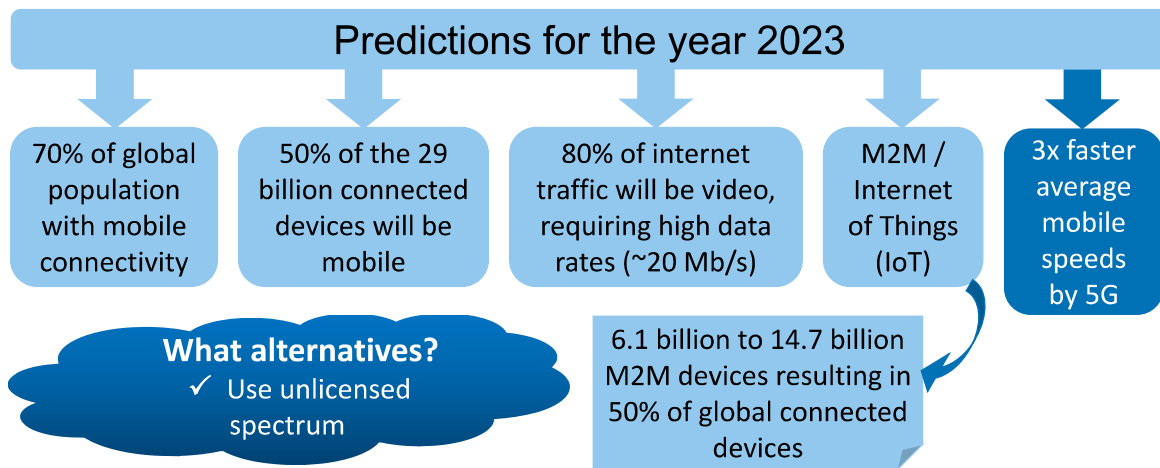 Predictions for the year 2023
70% of global
population
with mobile
connectivity
50% of the 29
billion connected
devices will be
mobile
80% of internet
traffic will be video,
requiring high data
rates (~20 Mb/s)
M2M /
Internet
of Things
(IoT)
3x faster
average
mobile
speeds
by 5G
What alternatives?
✓ Use unlicensed
spectrum
6.1 billion to 14.7 billion
M2M devices resulting in
50% of global connected
devices